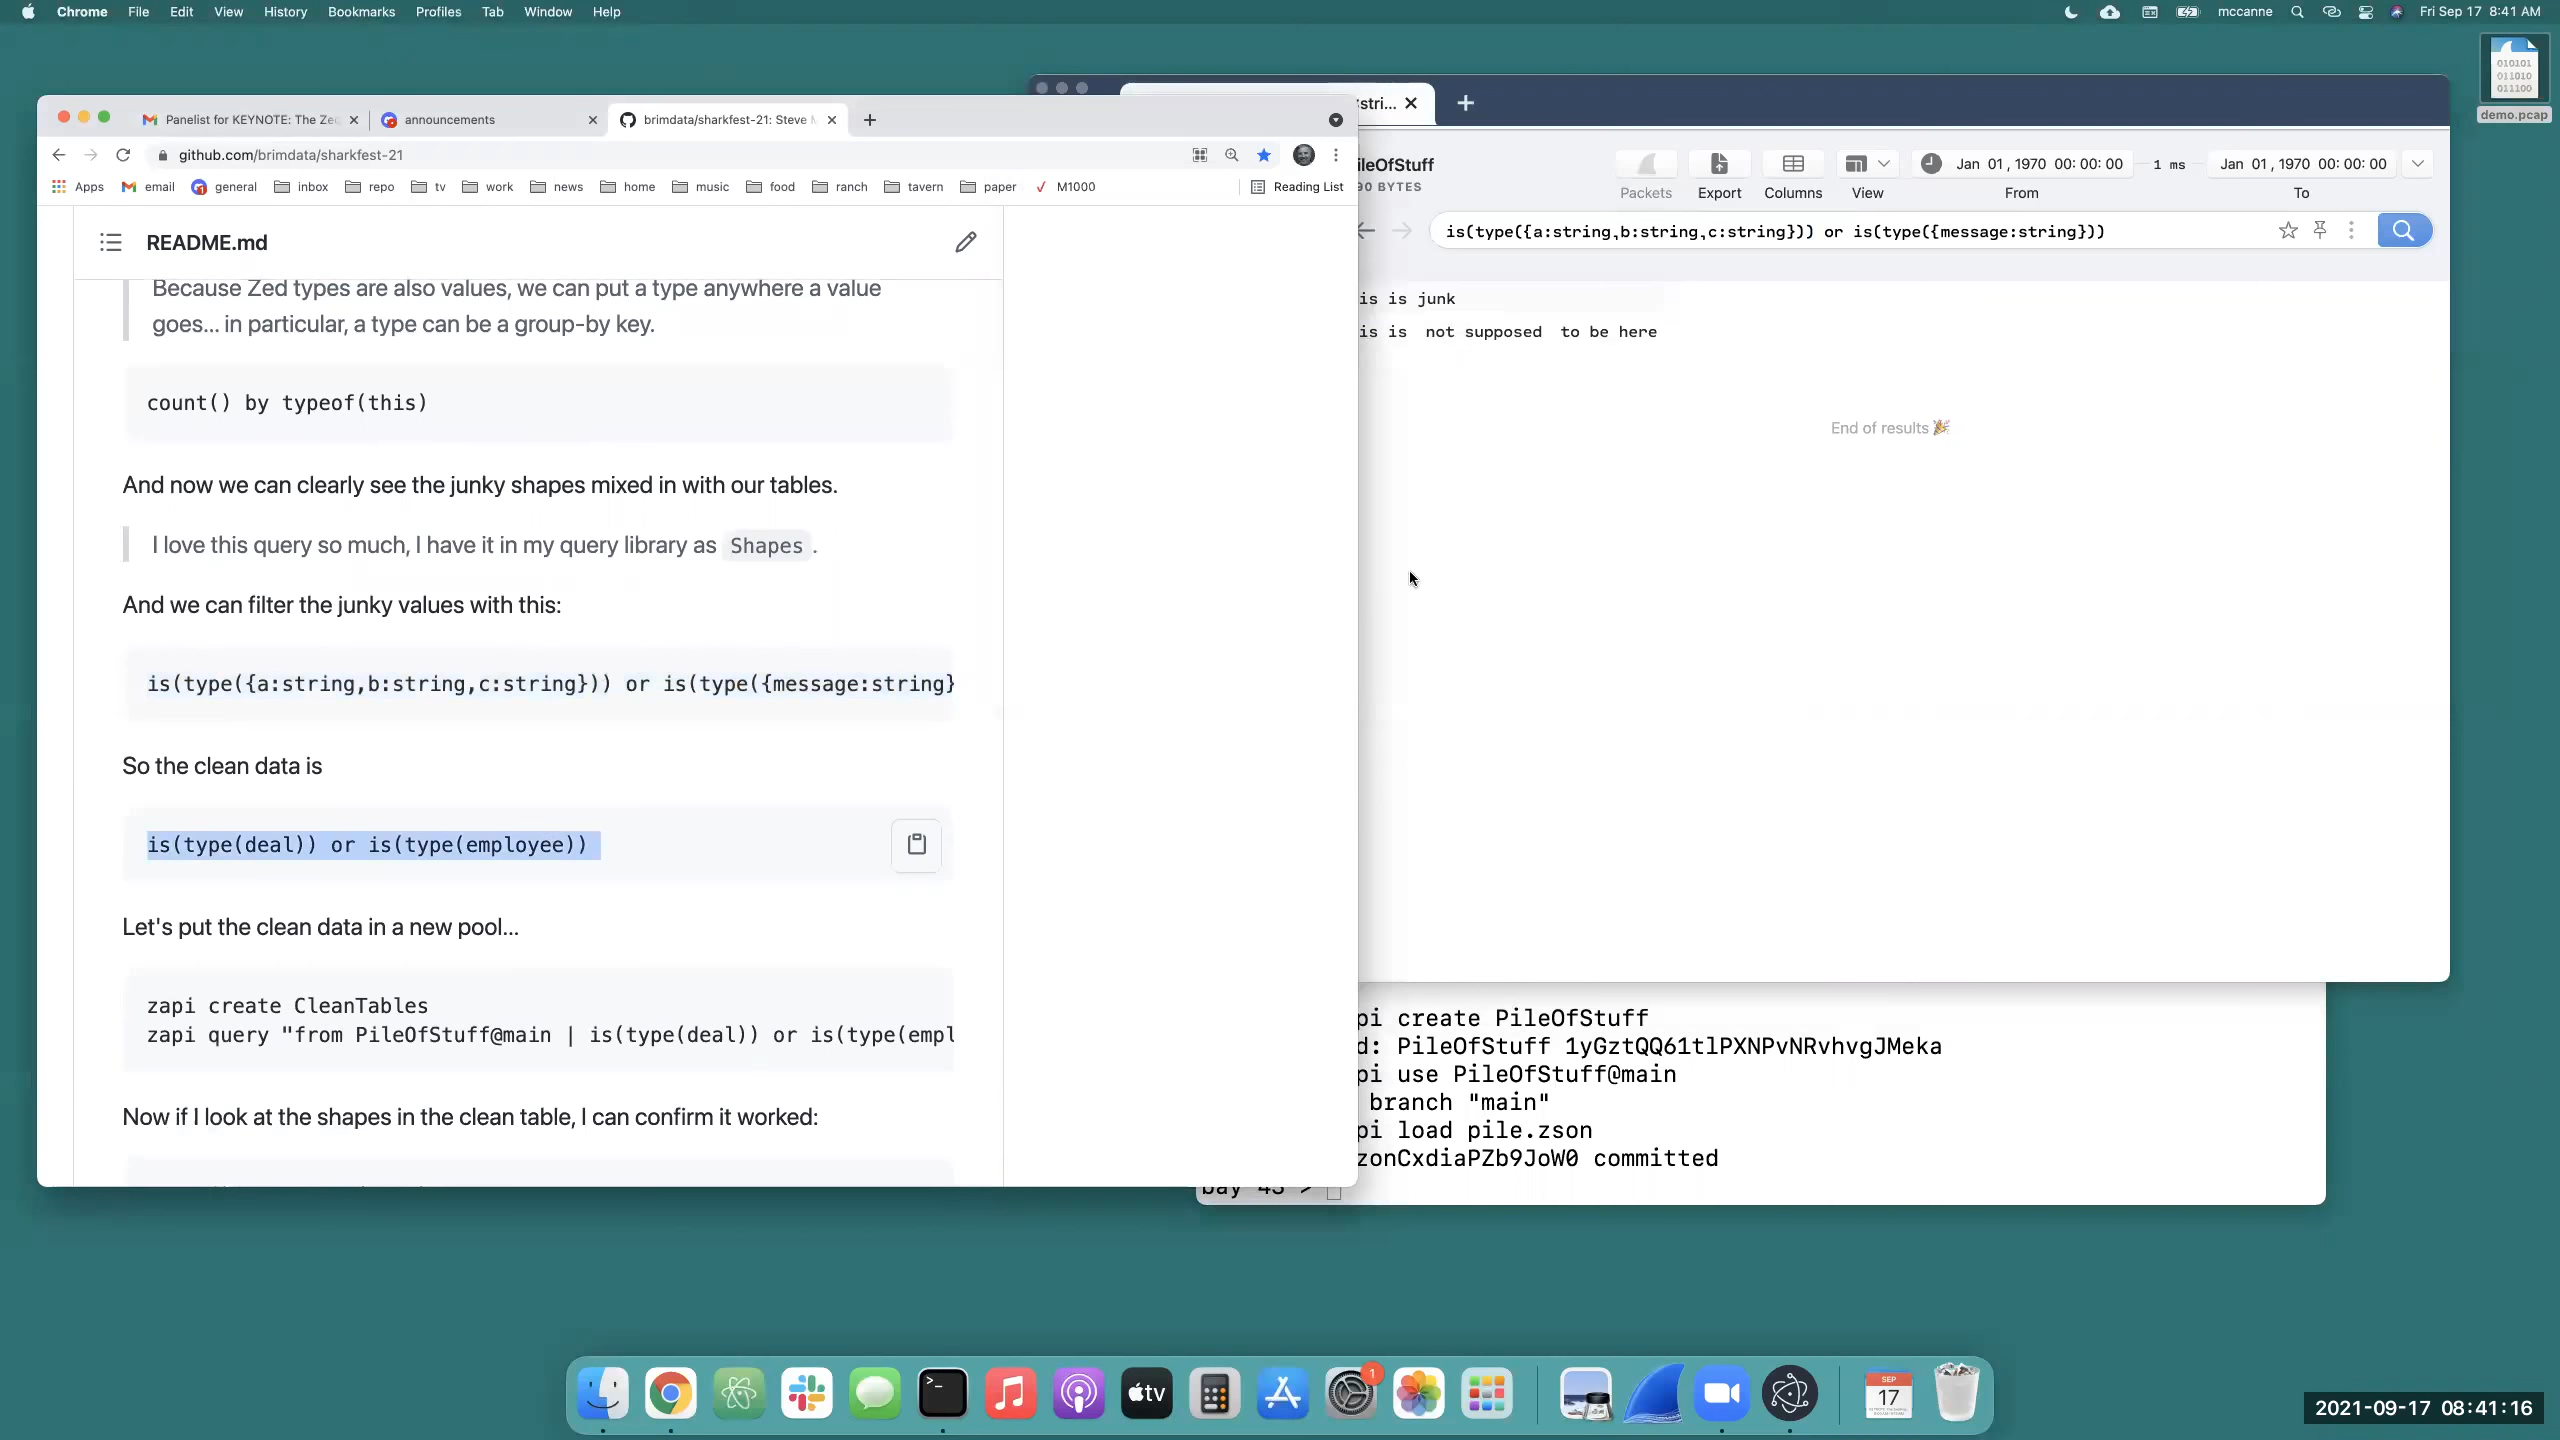 Chrome File Edit View History Bookmarks Profiles Tab Window Help
mccanne Fri Sep 17 8:41 AM
010101
011010
011100
demo.pcap
Panelist for KEYNOTE: The Ze
announcements
brimdata/sharkfest-21: Steve M
github.com/brimdata/sharkfest-21
Apps email general inbox repo tv work news home music food ranch tavern paper M1000 Reading List
README.md
Because Zed types are also values, we can put a type anywhere a value
goes... in particular, a type can be a group-by key.
count() by typeof(this)
And now we can clearly see the junky shapes mixed in with our tables.
I love this query so much, I have it in my query library as Shapes .
And we can filter the junky values with this:
is(type({a:string,b:string,c:string})) or is(type({message:string}
So the clean data is
is(type(deal)) or is(type(employee))
Let's put the clean data in a new pool...
zapi create CleanTables
zapi query "from PileOfStuff@main | is(type(deal)) or is(type(empl
Now if I look at the shapes in the clean table, I can confirm it worked:
stri...
ileOfStuff
90 BYTES
Packets Export Columns View
Jan 01, 1970 00:00:00 1 ms Jan 01, 1970 00:00:00
From To
is(type({a:string,b:string,c:string})) or is(type({message:string}))
is is junk
is is not supposed to be here
End of results
pi create PileOfStuff
d: PileOfStuff 1yGztQQ61tlPXNPvNRvhvgJMeka
pi use PileOfStuff@main
branch "main"
pi load pile.zson
zonCxdiaPZb9JoW0 committed
bay 43 >
1
tv
SEP
17
2021-09-17 08:41:16